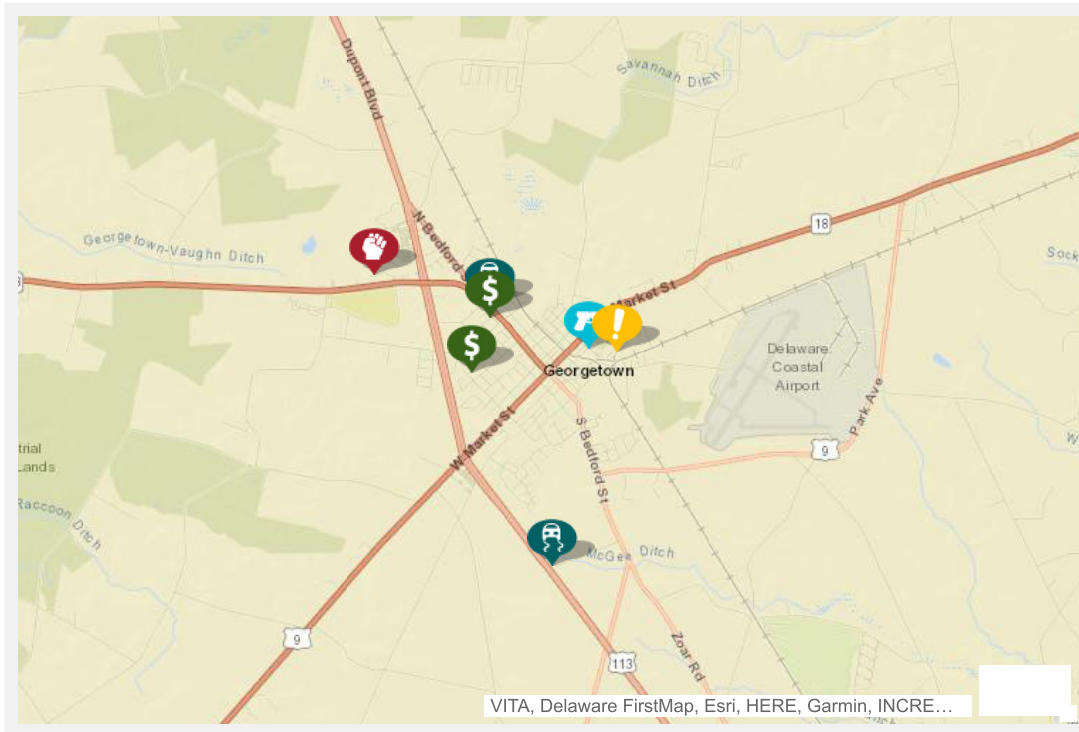 Dupont Blvd
Savannah Ditch
N Bedford S
18
Georgetown-Vaughn Ditch
Sock
$
Market St
!
$
Delaware
Coastal
Airport
Georgetown
Park Ave
W Market St
S Bedford St
9
trial
Lands
Raccoon Ditch
McGee Ditch
9
Zoar Rd
113
VITA, Delaware FirstMap, Esri, HERE, Garmin, INCRE…